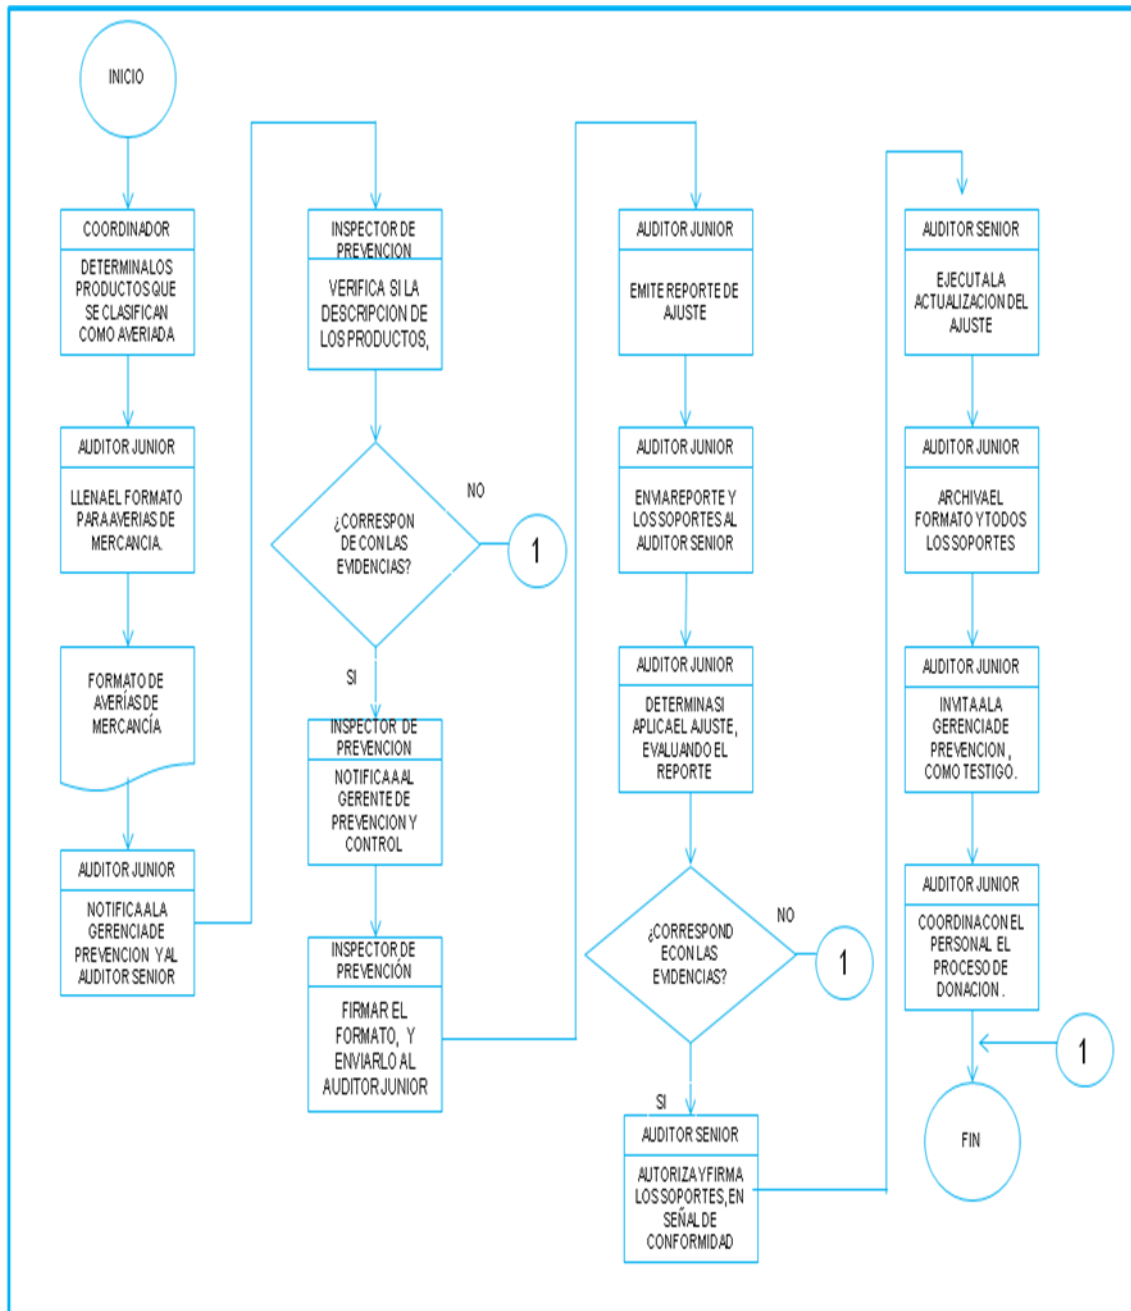 INICIO
COORDINADOR
DETERMINA LOS
PRODUCTOS QUE
SE CLASIFICAN
COMO AVERIADA
AUDITOR JUNIOR
LLENA EL FORMATO
PARA AVERIAS DE
MERCANCIA.
FORMATO DE
AVERÍAS DE
MERCANCÍA
AUDITOR JUNIOR
NOTIFICA A LA
GERENCIA DE
PREVENCION Y AL
AUDITOR SENIOR
INSPECTOR DE
PREVENCION
VERIFICA SI LA
DESCRIPCION DE
LOS PRODUCTOS,
¿CORRESPON
DE CON LAS
EVIDENCIAS?
NO
1
SI
INSPECTOR DE
PREVENCION
NOTIFICA A AL
GERENTE DE
PREVENCION Y
CONTROL
INSPECTOR DE
PREVENCIÓN
FIRMAR EL
FORMATO, Y
ENVIARLO AL
AUDITOR JUNIOR
AUDITOR JUNIOR
EMITE REPORTE DE
AJUSTE
AUDITOR JUNIOR
ENVIA REPORTE Y
LOS SOPORTES AL
AUDITOR SENIOR
AUDITOR JUNIOR
DETERMINA SI
APLICA EL AJUSTE,
EVALUANDO EL
REPORTE
¿CORRESPOND
E CON LAS
EVIDENCIAS?
NO
1
SI
AUDITOR SENIOR
AUTORIZA Y FIRMA
LOS SOPORTES, EN
SEÑAL DE
CONFORMIDAD
AUDITOR SENIOR
EJECUTA LA
ACTUALIZACION DEL
AJUSTE
AUDITOR JUNIOR
ARCHIVA EL
FORMATO Y TODOS
LOS SOPORTES
AUDITOR JUNIOR
INVITA A LA
GERENCIA DE
PREVENCION,
COMO TESTIGO.
AUDITOR JUNIOR
COORDINA CON EL
PERSONAL EL
PROCESO DE
DONACION.
1
FIN